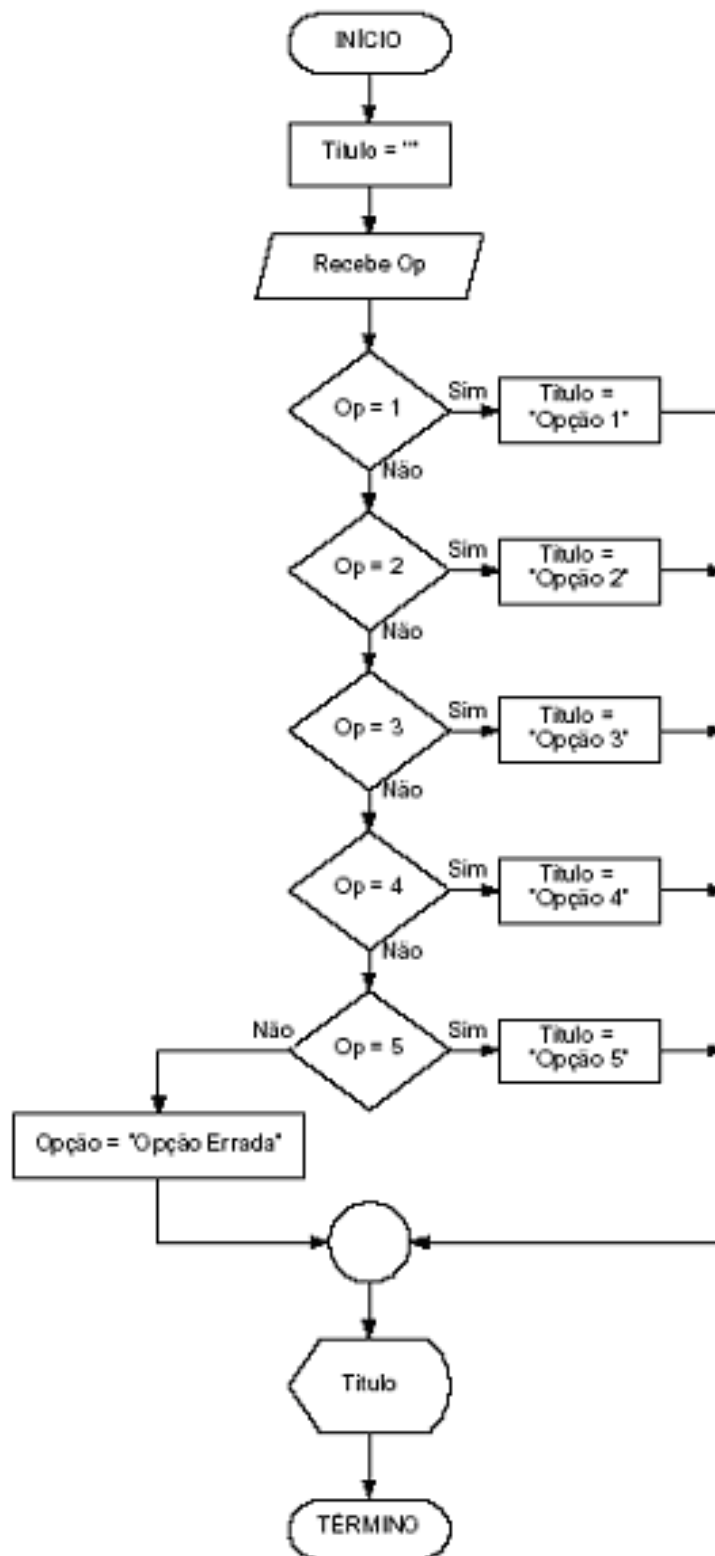 INÍCIO
Titulo = ""
Recebe Op
Op = 1
Sim
Titulo =
"Opção 1"
Não
Op = 2
Sim
Titulo =
"Opção 2"
Não
Op = 3
Sim
Titulo =
"Opção 3"
Não
Op = 4
Sim
Titulo =
"Opção 4"
Não
Não
Op = 5
Sim
Titulo =
"Opção 5"
Opção = "Opção Errada"
Titulo
TÉRMINO